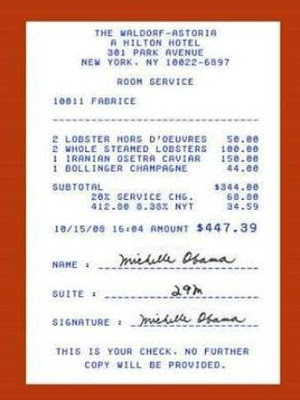 THE WALDORF-ASTORIA
A HILTON HOTEL
301 PARK AVENUE
NEW YORK, NY 10022-6897
ROOM SERVICE
10011 FABRICE
2 LOBSTER HORS D'OEUVRES 50.00
2 WHOLE STEAMED LOBSTERS 100.00
1 IRANIAN OSETRA CAVIAR 150.00
1 BOLLINGER CHAMPAGNE 44.00
SUBTOTAL $344.00
20% SERVICE CHG. 68.80
412.80 8.38% NYT 34.59
10/15/08 16:04 AMOUNT $447.39
NAME : Michelle Obama
SUITE : 29M
SIGNATURE : Michelle Obama
THIS IS YOUR CHECK. NO FURTHER
COPY WILL BE PROVIDED.